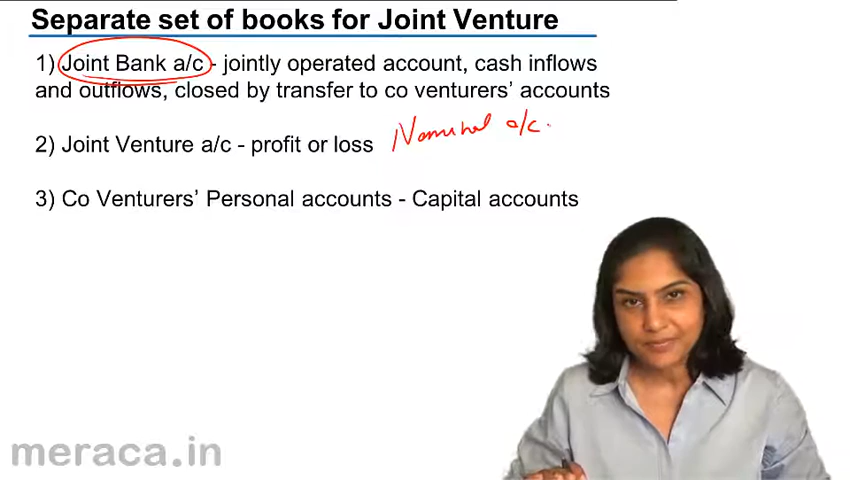 Separate set of books for Joint Venture
1) Joint Bank a/c - jointly operated account, cash inflows
and outflows, closed by transfer to co venturers’ accounts
Nominal a/c.
2) Joint Venture a/c - profit or loss
3) Co Venturers’ Personal accounts - Capital accounts
meraca.in